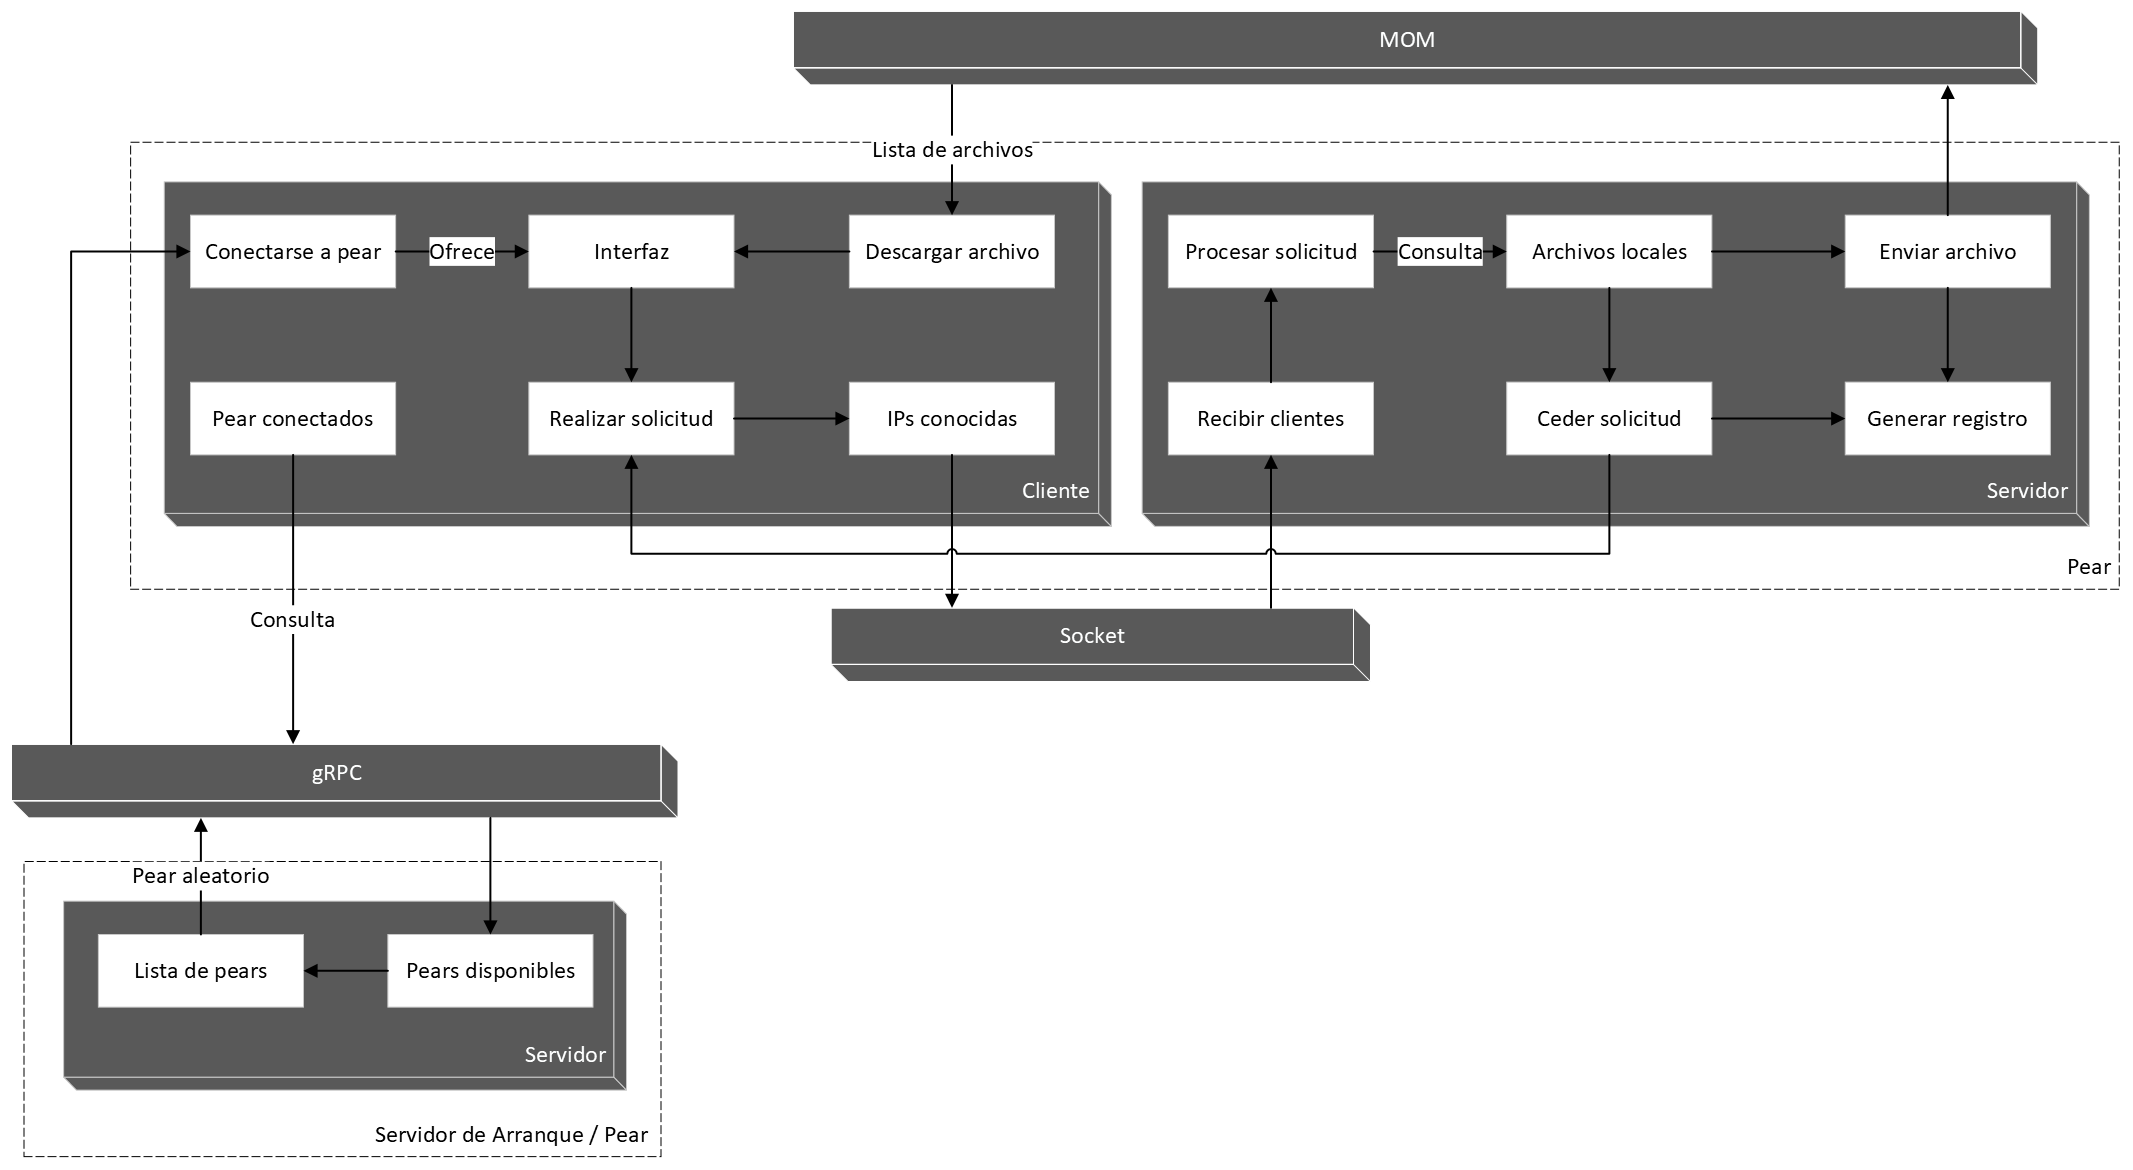 MOM
Lista de archivos
Conectarse a pear
Ofrece
Interfaz
Descargar archivo
Procesar solicitud
Consulta
Archivos locales
Enviar archivo
Pear conectados
Realizar solicitud
IPs conocidas
Recibir clientes
Ceder solicitud
Generar registro
Cliente
Servidor
Pear
Consulta
Socket
gRPC
Pear aleatorio
Lista de pears
Pears disponibles
Servidor
Servidor de Arranque / Pear